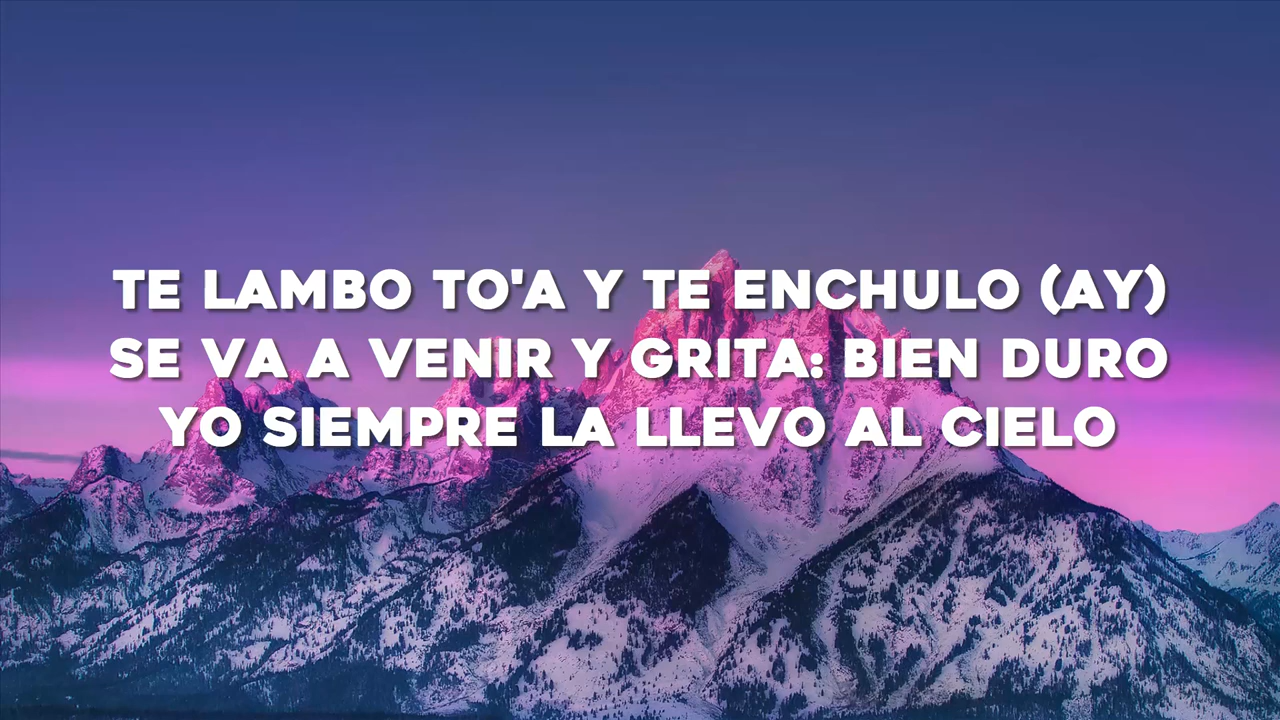 TE LAMBO TO'A Y TE ENCHULO (AY)
SE VA A VENIR Y GRITA: BIEN DURO
YO SIEMPRE LA LLEVO AL CIELO